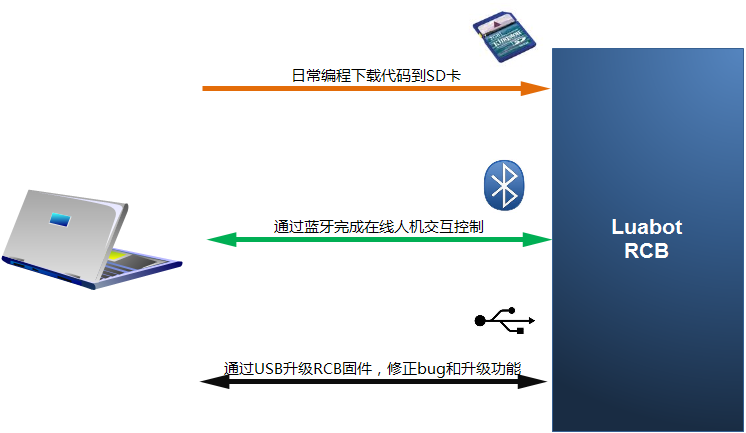 Kingston
日常编程下载代码到SD卡
通过蓝牙完成在线人机交互控制
Luabot
RCB
通过USB升级RCB固件，修正bug和升级功能